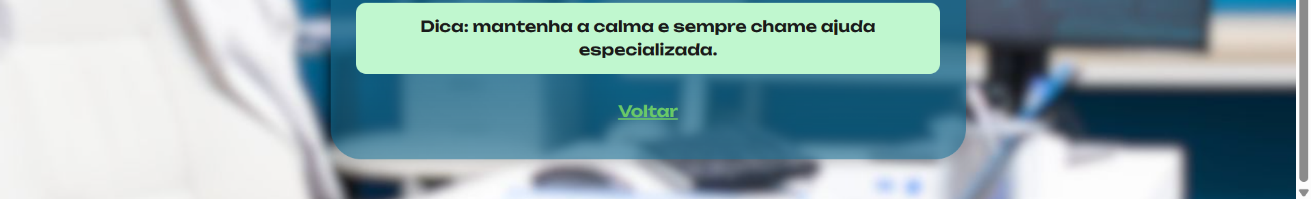 Dica: mantenha a calma e sempre chame ajuda
especializada.
Voltar